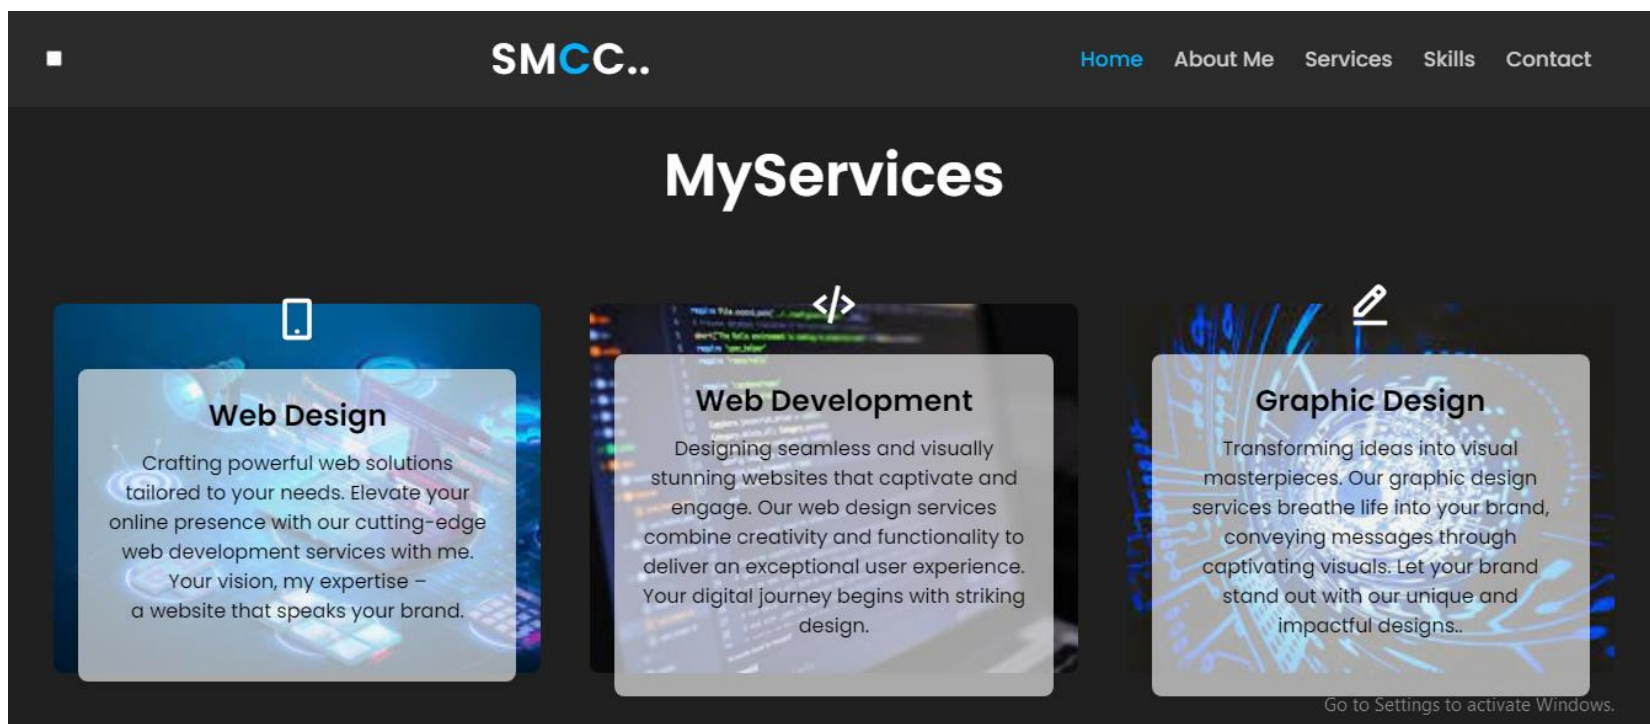 SMCC..
Home About Me Services Skills Contact
MyServices
</>
Web Design
Crafting powerful web solutions
tailored to your needs. Elevate your
online presence with our cutting-edge
web development services with me.
Your vision, my expertise –
a website that speaks your brand.
Web Development
Designing seamless and visually
stunning websites that captivate and
engage. Our web design services
combine creativity and functionality to
deliver an exceptional user experience.
Your digital journey begins with striking
design.
Graphic Design
Transforming ideas into visual
masterpieces. Our graphic design
services breathe life into your brand,
conveying messages through
captivating visuals. Let your brand
stand out with our unique and
impactful designs..
Go to Settings to activate Windows.